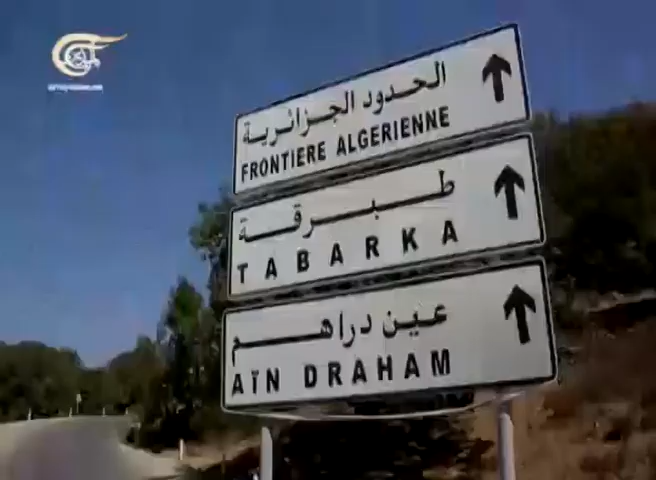 الحدود الجزائرية
FRONTIERE ALGERIENNE
طبرقة
TABARKA
عين دراهم
AÏN DRAHAM